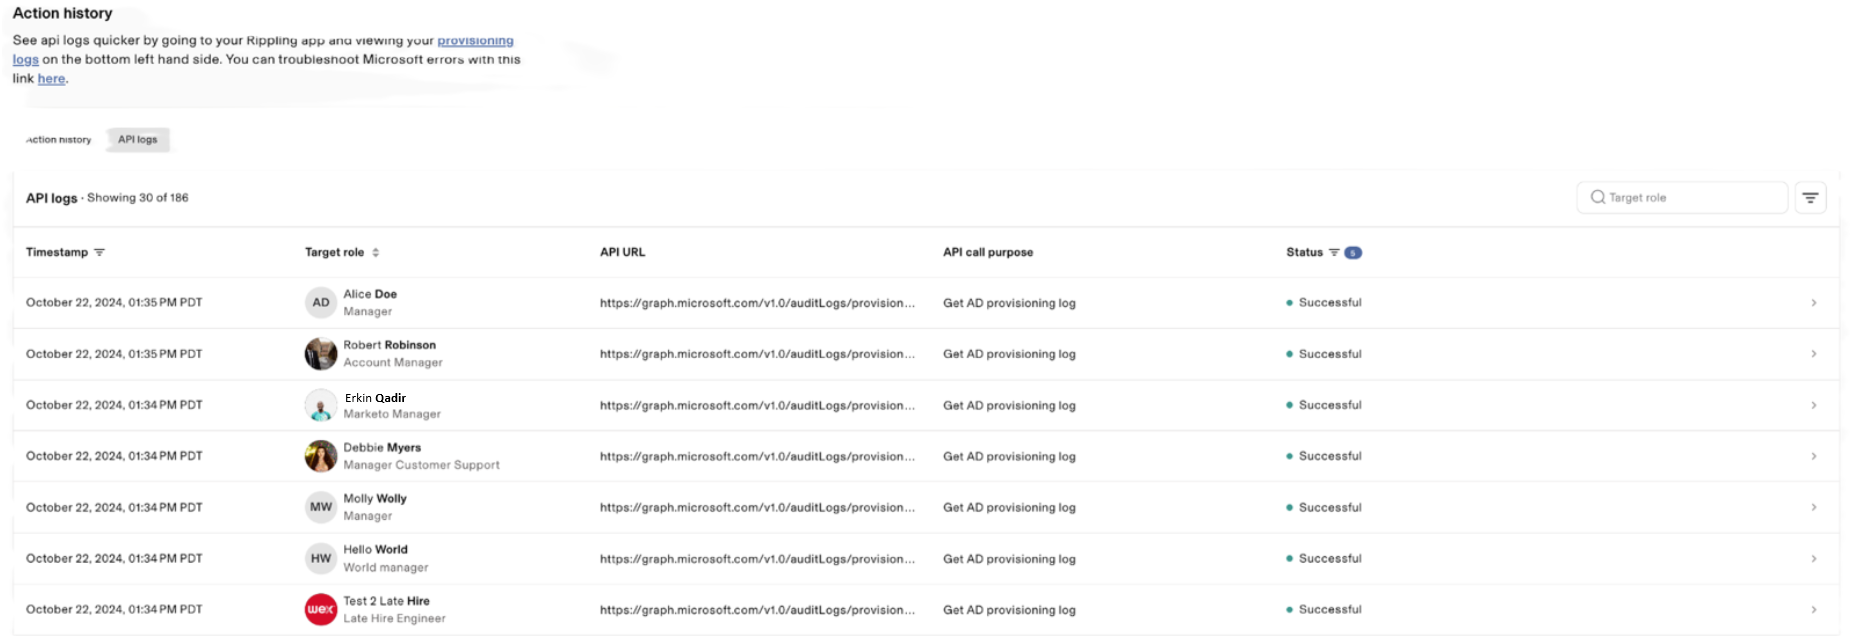 Action history
See api logs quicker by going to your Rippling app and viewing your provisioning
logs on the bottom left hand side. You can troubleshoot Microsoft errors with this
link here.
Action history API logs
API logs · Showing 30 of 186 Target role
Timestamp Target role API URL API call purpose Status 5
October 22, 2024, 01:35 PM PDT AD Alice Doe https://graph.microsoft.com/v1.0/auditLogs/provision... Get AD provisioning log Successful
Manager
October 22, 2024, 01:35 PM PDT Robert Robinson https://graph.microsoft.com/v1.0/auditLogs/provision... Get AD provisioning log Successful
Account Manager
October 22, 2024, 01:34 PM PDT Erkin Qadir https://graph.microsoft.com/v1.0/auditLogs/provision... Get AD provisioning log Successful
Marketo Manager
October 22, 2024, 01:34 PM PDT Debbie Myers https://graph.microsoft.com/v1.0/auditLogs/provision... Get AD provisioning log Successful
Manager Customer Support
October 22, 2024, 01:34 PM PDT MW Molly Wolly https://graph.microsoft.com/v1.0/auditLogs/provision... Get AD provisioning log Successful
Manager
October 22, 2024, 01:34 PM PDT HW Hello World https://graph.microsoft.com/v1.0/auditLogs/provision... Get AD provisioning log Successful
World manager
October 22, 2024, 01:34 PM PDT wex Test 2 Late Hire https://graph.microsoft.com/v1.0/auditLogs/provision... Get AD provisioning log Successful
Late Hire Engineer